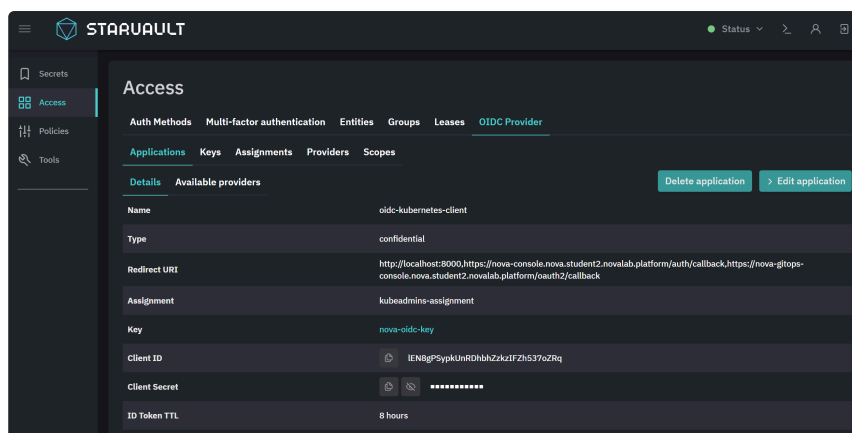 STARVAULT
Status
Secrets
Access
Policies
Tools
Access
Auth Methods Multi-factor authentication Entities Groups Leases OIDC Provider
Applications Keys Assignments Providers Scopes
Details Available providers
Delete application
Edit application
Name oidc-kubernetes-client
Type confidential
Redirect URI http://localhost:8000,https://nova-console.nova.student2.novalab.platform/auth/callback,https://nova-gitops-
console.nova.student2.novalab.platform/oauth2/callback
Assignment kubeadmins-assignment
Key nova-oidc-key
Client ID lEN8gPSypkUnRDhbhZzkzIFZh537oZRq
Client Secret
ID Token TTL 8 hours